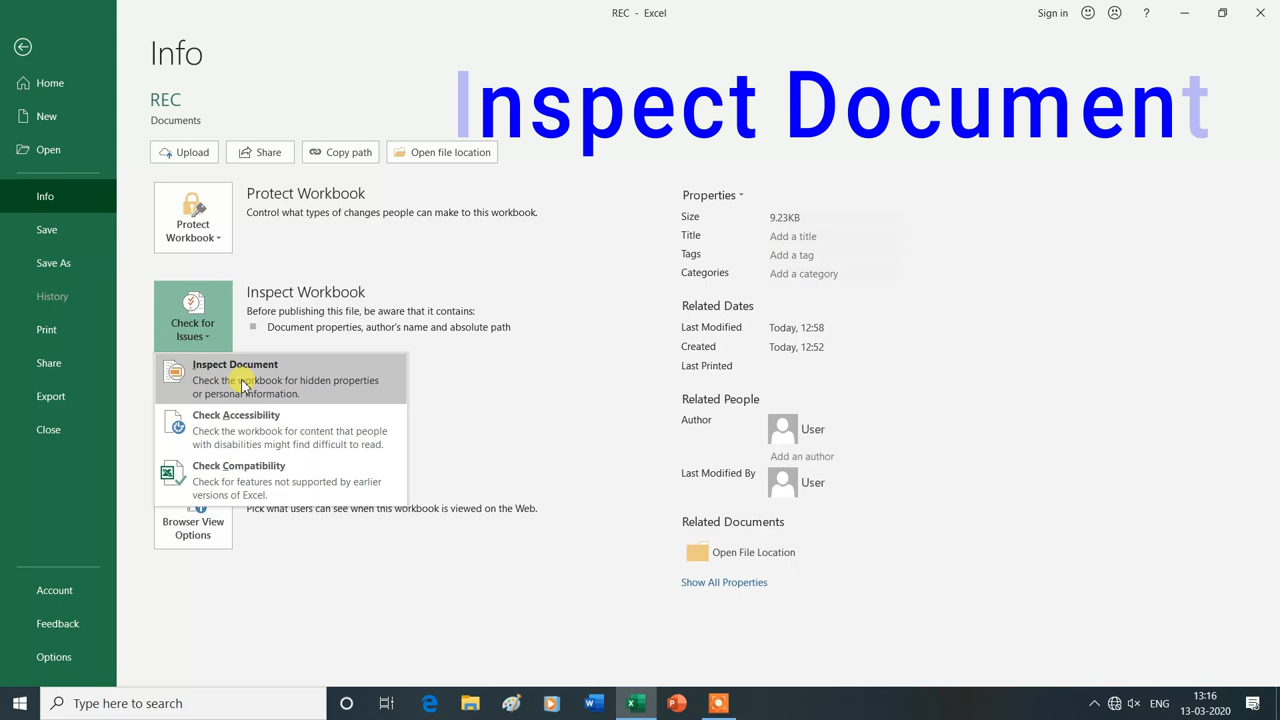 REC - Excel
Sign in
?
Info
Inspect Document
Home
New
Open
Info
Save
Save As
History
Print
Share
Export
Close
Account
Feedback
Options
REC
Documents
Upload
Share
Copy path
Open file location
Protect Workbook
Protect Workbook
Control what types of changes people can make to this workbook.
Check for
Issues
Inspect Workbook
Before publishing this file, be aware that it contains:
Document properties, author's name and absolute path
Inspect Document
Check the workbook for hidden properties
or personal information.
Check Accessibility
Check the workbook for content that people
with disabilities might find difficult to read.
Check Compatibility
Check for features not supported by earlier
versions of Excel.
Browser View
Options
Pick what users can see when this workbook is viewed on the Web.
Properties
Size 9.23KB
Title Add a title
Tags Add a tag
Categories Add a category
Related Dates
Last Modified Today, 12:58
Created Today, 12:52
Last Printed
Related People
Author User
Add an author
Last Modified By User
Related Documents
Open File Location
Show All Properties
Type here to search
ENG
13:16
13-03-2020